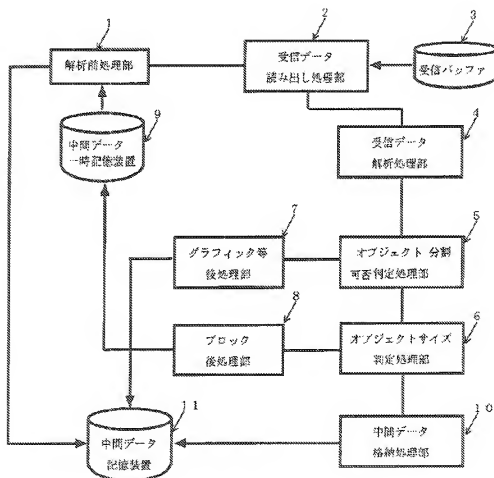 1
解析前処理部
2
受信データ
読み出し処理部
3
受信バッファ
9
中間データ
一時記憶装置
4
受信データ
解析処理部
7
グラフィック等
後処理部
5
オブジェクト 分割
可否判定処理部
8
ブロック
後処理部
6
オブジェクトサイズ
判定処理部
11
中間データ
記憶装置
10
中間データ
格納処理部